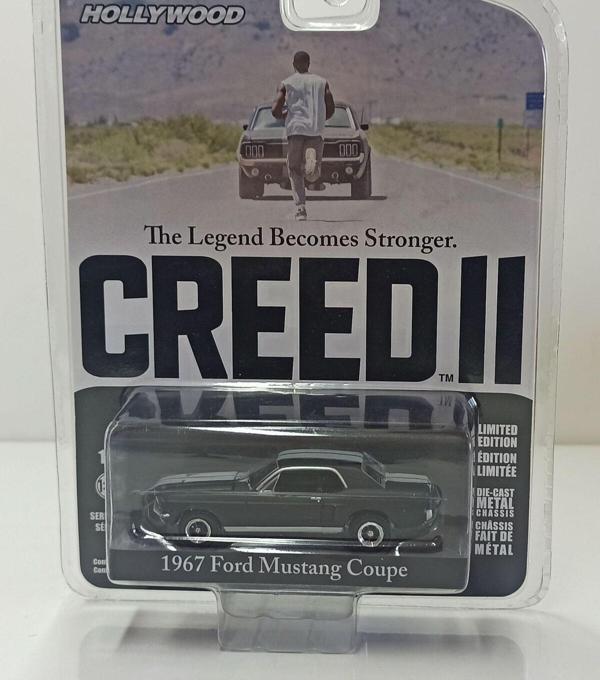 HOLLYWOOD
The Legend Becomes Stronger.
CREED II
TM
LIMITED
EDITION
ÉDITION
LIMITÉE
DIE-CAST
METAL
CHASSIS
CHÂSSIS
FAIT DE
MÉTAL
1967 Ford Mustang Coupe